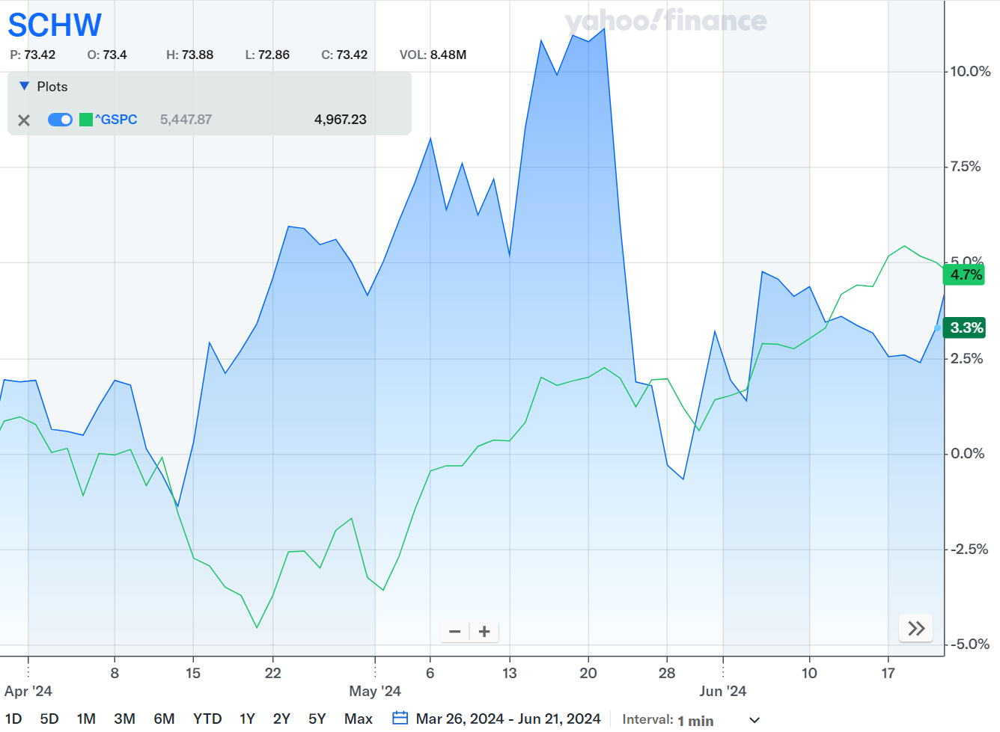 SCHW
yahoo!finance
P: 73.42 O: 73.4 H: 73.88 L: 72.86 C: 73.42 VOL: 8.48M
Plots
^GSPC 5,447.87 4,967.23
10.0%
7.5%
5.0%
4.7%
3.3%
2.5%
0.0%
-2.5%
-5.0%
8 15 22 6 13 20 28 10 17
Apr '24 May '24 Jun '24
1D 5D 1M 3M 6M YTD 1Y 2Y 5Y Max Mar 26, 2024 - Jun 21, 2024 Interval: 1 min